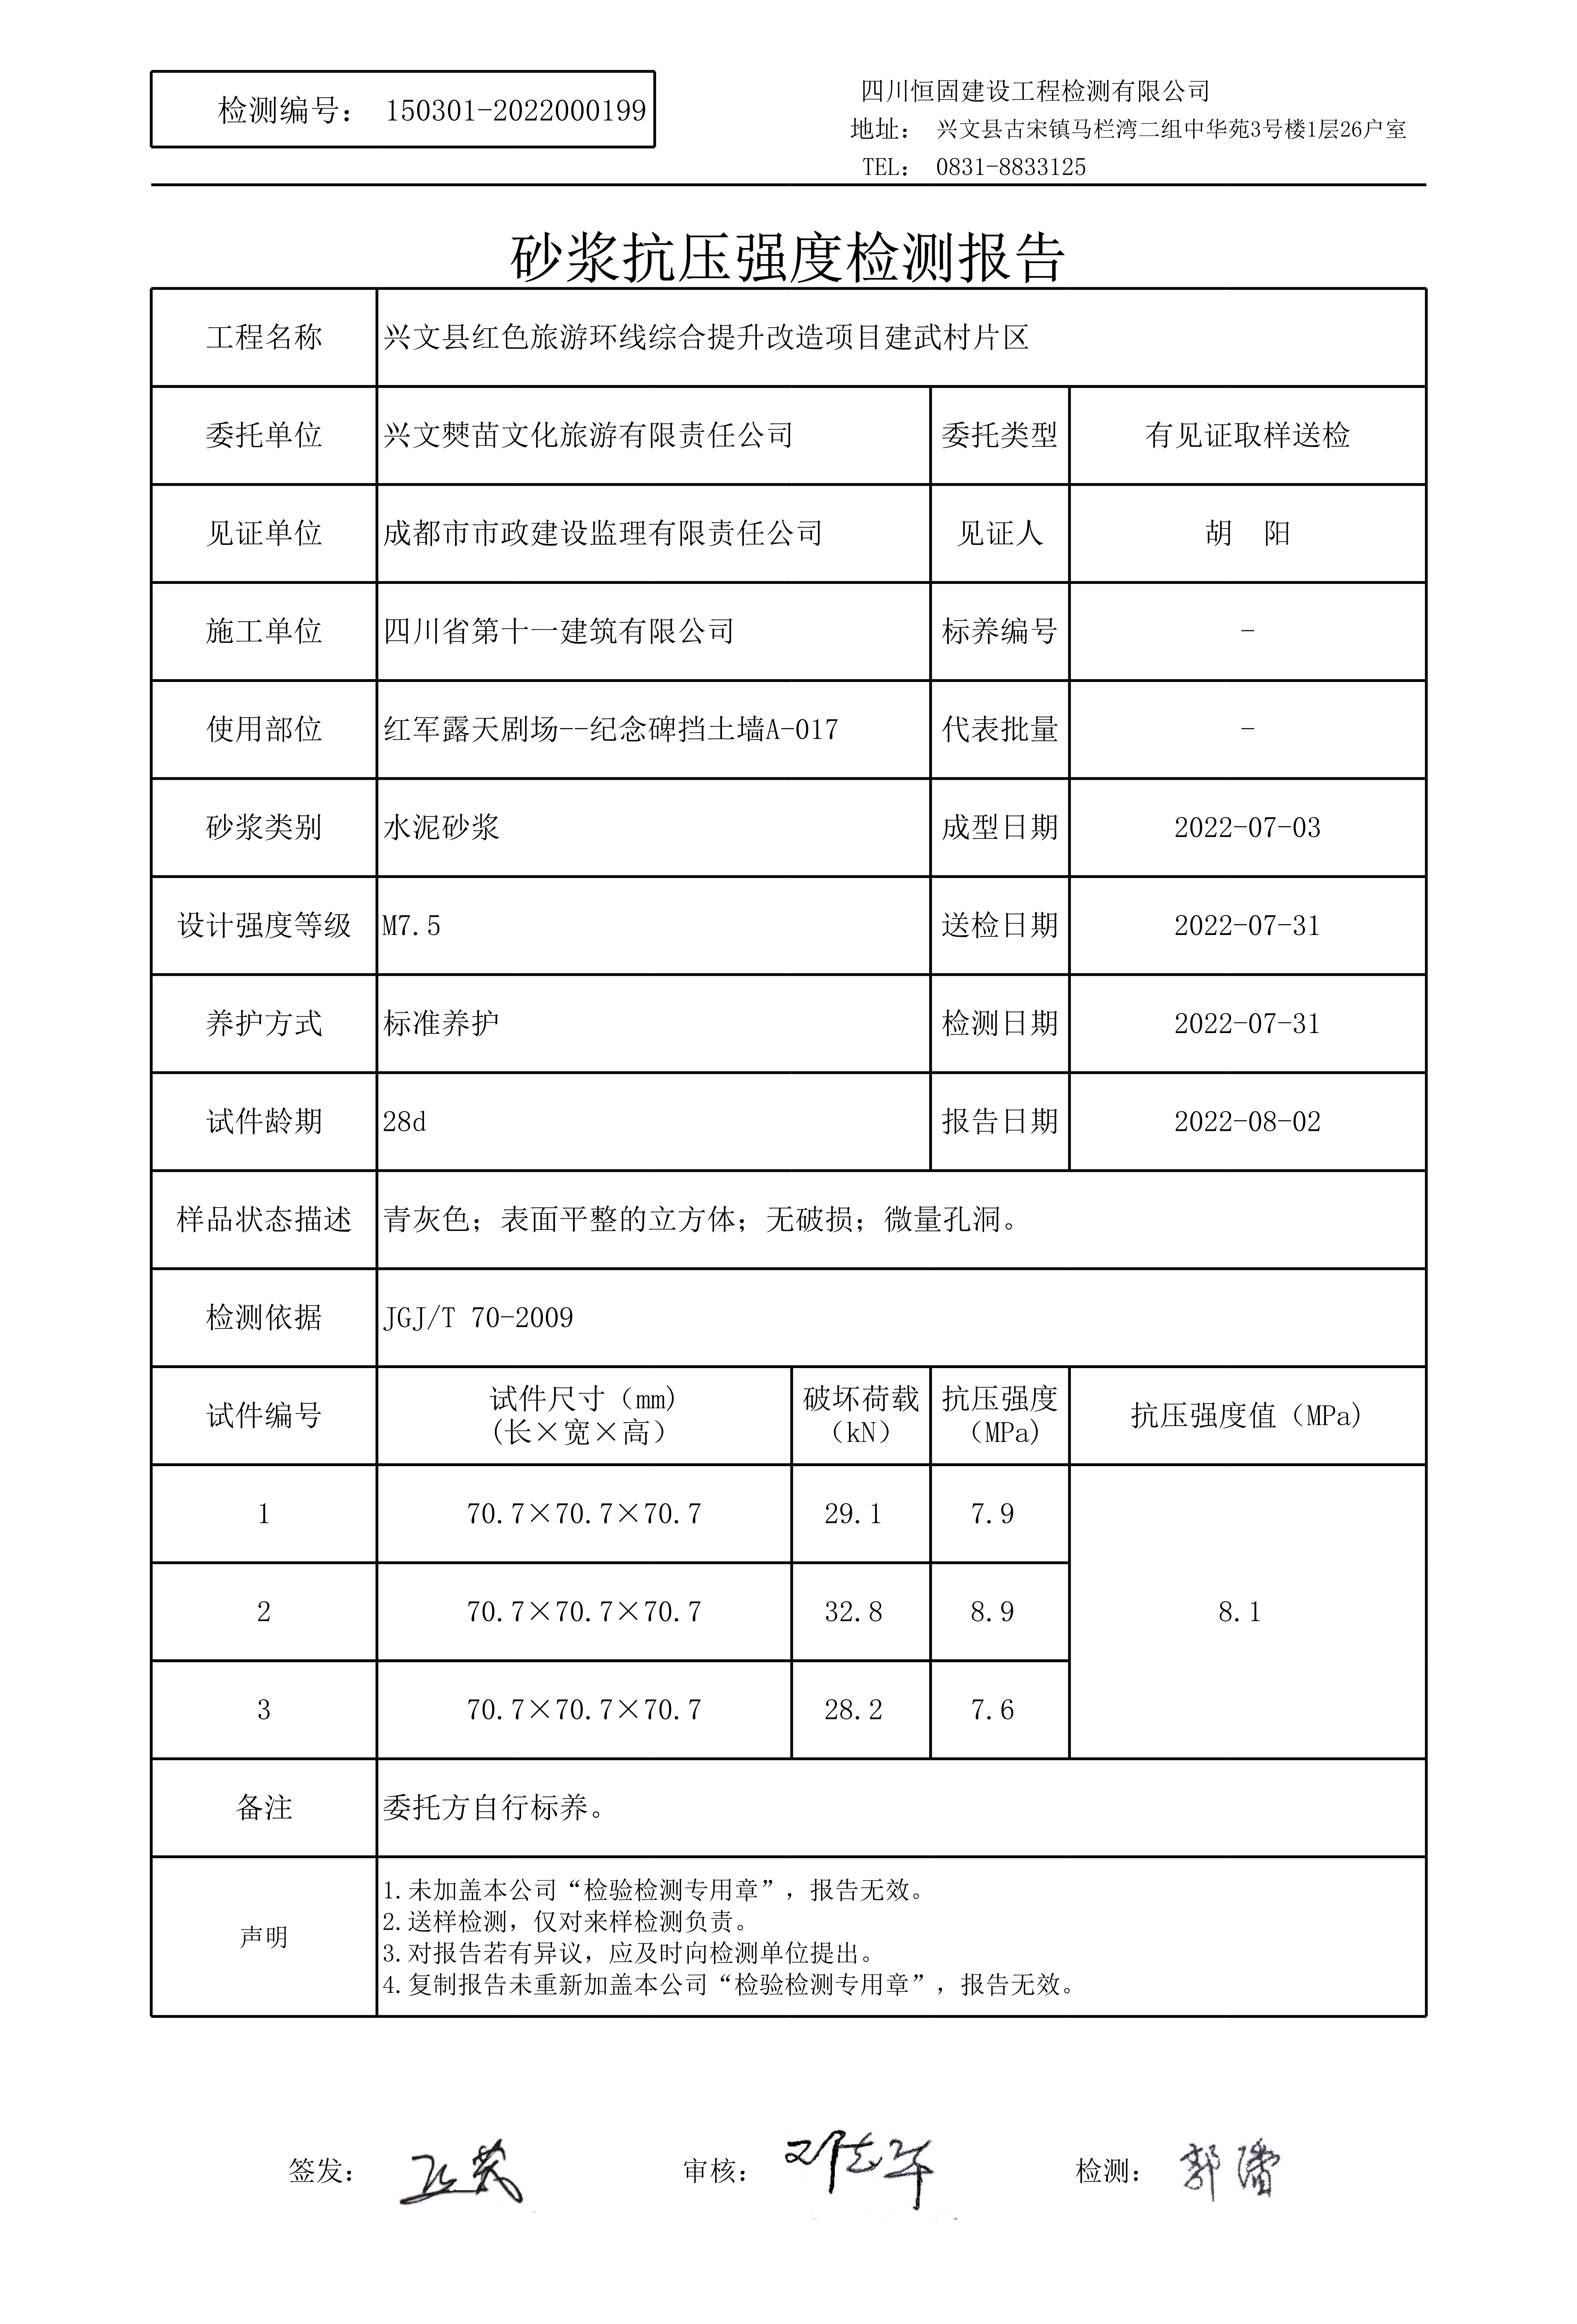 检测编号： 150301-2022000199
四川恒固建设工程检测有限公司
地址： 兴文县古宋镇马栏湾二组中华苑3号楼1层26户室
TEL： 0831-8833125
砂浆抗压强度检测报告
工程名称 兴文县红色旅游环线综合提升改造项目建武村片区
委托单位 兴文僰苗文化旅游有限责任公司 委托类型 有见证取样送检
见证单位 成都市市政建设监理有限责任公司 见证人 胡 阳
施工单位 四川省第十一建筑有限公司 标养编号 -
使用部位 红军露天剧场--纪念碑挡土墙A-017 代表批量 -
砂浆类别 水泥砂浆 成型日期 2022-07-03
设计强度等级 M7.5 送检日期 2022-07-31
养护方式 标准养护 检测日期 2022-07-31
试件龄期 28d 报告日期 2022-08-02
样品状态描述 青灰色；表面平整的立方体；无破损；微量孔洞。
检测依据 JGJ/T 70-2009
试件编号 试件尺寸（mm)(长×宽×高） 破坏荷载（kN） 抗压强度（MPa) 抗压强度值（MPa)
1 70.7×70.7×70.7 29.1 7.9
2 70.7×70.7×70.7 32.8 8.9 8.1
3 70.7×70.7×70.7 28.2 7.6
备注 委托方自行标养。
声明
1.未加盖本公司“检验检测专用章”，报告无效。
2.送样检测，仅对来样检测负责。
3.对报告若有异议，应及时向检测单位提出。
4.复制报告未重新加盖本公司“检验检测专用章”，报告无效。
签发： 审核： 检测：